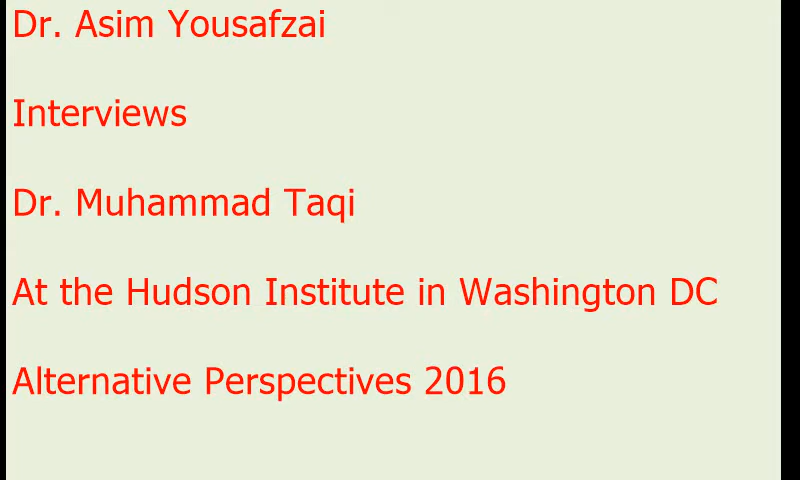 Dr. Asim Yousafzai
Interviews
Dr. Muhammad Taqi
At the Hudson Institute in Washington DC
Alternative Perspectives 2016